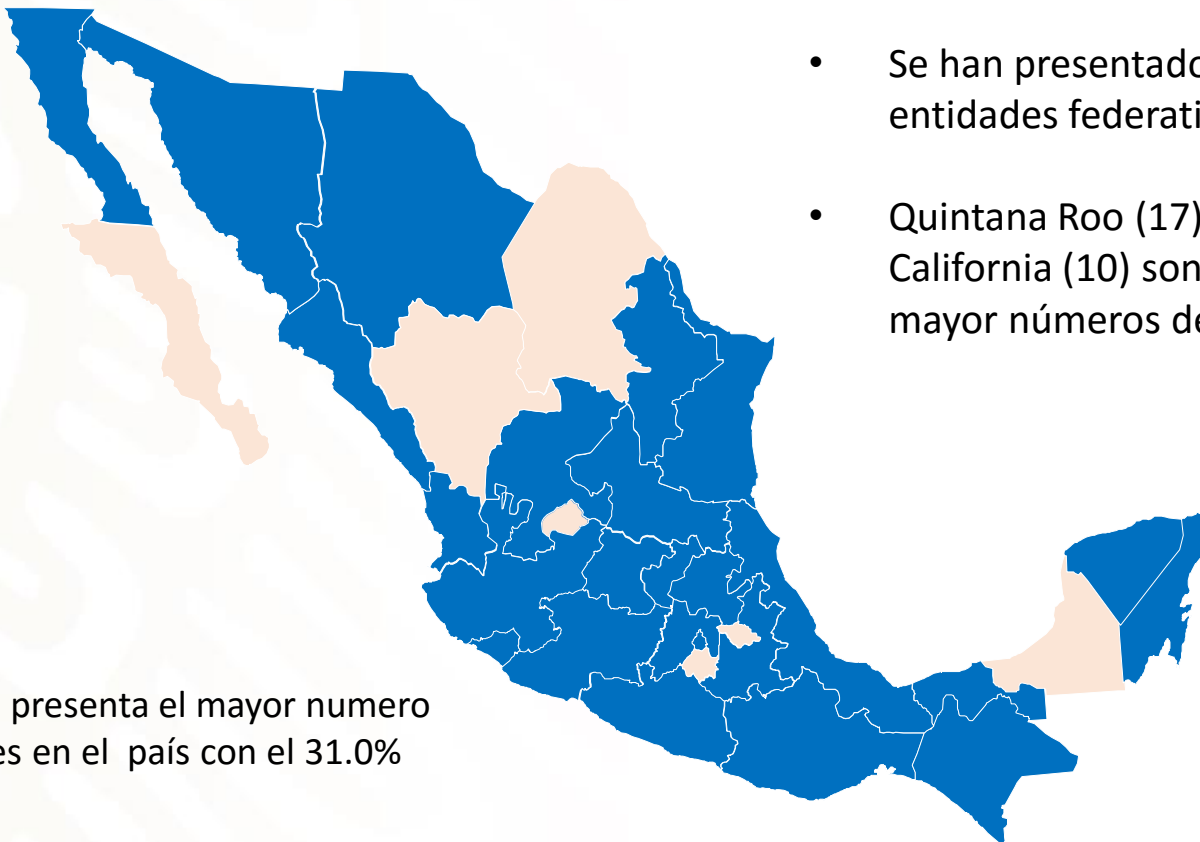 • Se han presentado
entidades federati
• Quintana Roo (17)
California (10) son
mayor números de
presenta el mayor numero
es en el país con el 31.0%